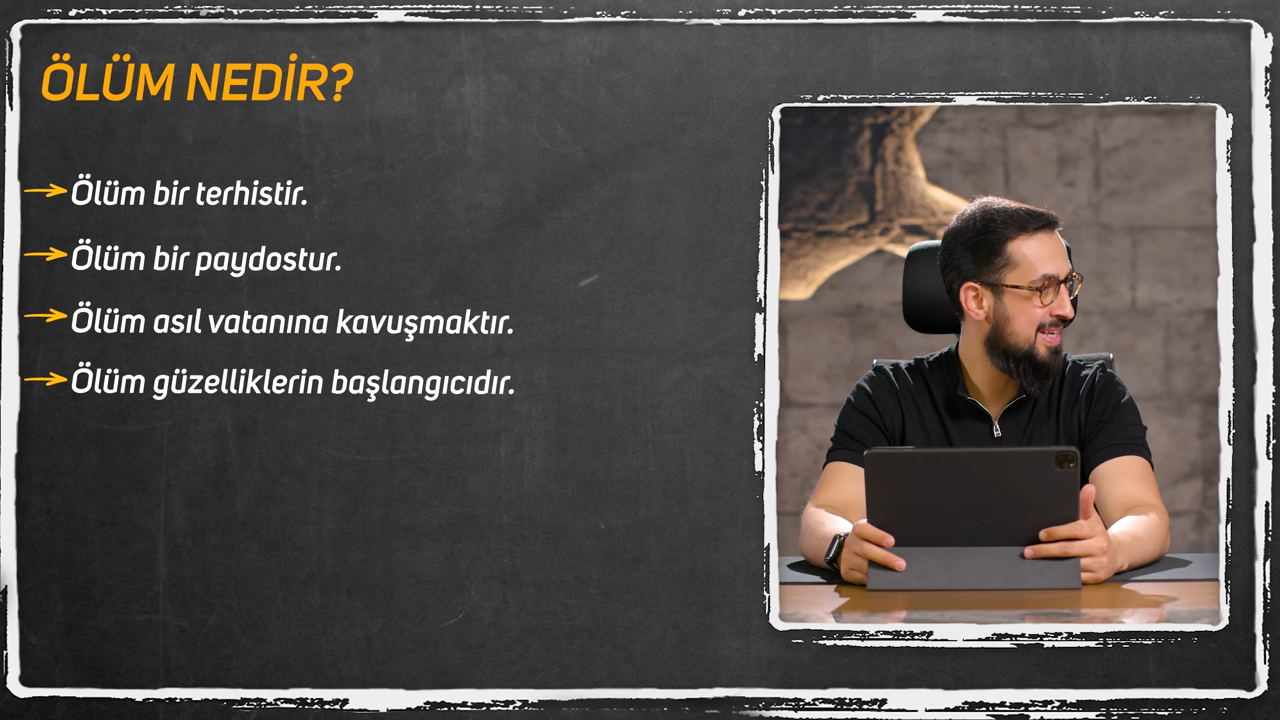 ÖLÜM NEDİR?
Ölüm bir terhistir.
Ölüm bir paydostur.
Ölüm asıl vatanına kavuşmaktır.
Ölüm güzelliklerin başlangıcıdır.